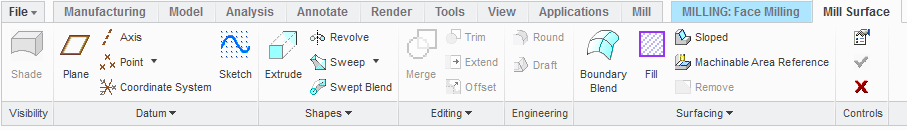 File Manufacturing Model Analysis Annotate Render Tools View Applications Mill MILLING: Face Milling Mill Surface
Shade
Plane
Axis
Point
Coordinate System
Sketch
Extrude
Revolve
Sweep
Swept Blend
Merge
Trim
Extend
Offset
Round
Draft
Boundary
Blend
Fill
Sloped
Machinable Area Reference
Remove
Visibility Datum Shapes Editing Engineering Surfacing Controls